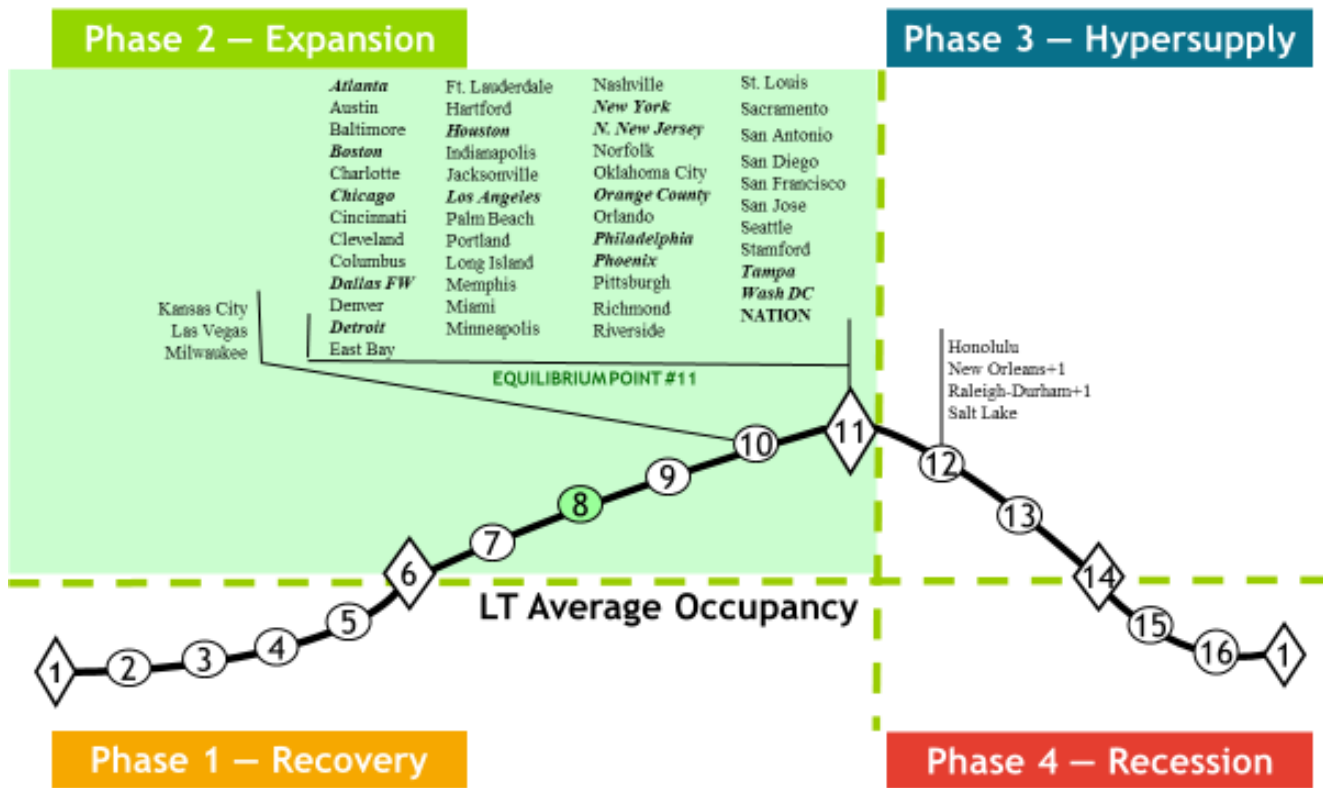 Phase 2 – Expansion
Phase 3 – Hypersupply
Atlanta
Austin
Baltimore
Boston
Charlotte
Chicago
Cincinnati
Cleveland
Columbus
Dallas FW
Denver
Detroit
East Bay
Ft. Lauderdale
Hartford
Houston
Indianapolis
Jacksonville
Los Angeles
Palm Beach
Portland
Long Island
Memphis
Miami
Minneapolis
Nashville
New York
N. New Jersey
Norfolk
Oklahoma City
Orange County
Orlando
Philadelphia
Phoenix
Pittsburgh
Richmond
Riverside
St. Louis
Sacramento
San Antonio
San Diego
San Francisco
San Jose
Seattle
Stamford
Tampa
Wash DC
NATION
Kansas City
Las Vegas
Milwaukee
EQUILIBRIUM POINT #11
Honolulu
New Orleans+1
Raleigh-Durham+1
Salt Lake
1
2
3
4
5
6
7
8
9
10
11
12
13
14
15
16
1
LT Average Occupancy
Phase 1 – Recovery
Phase 4 – Recession